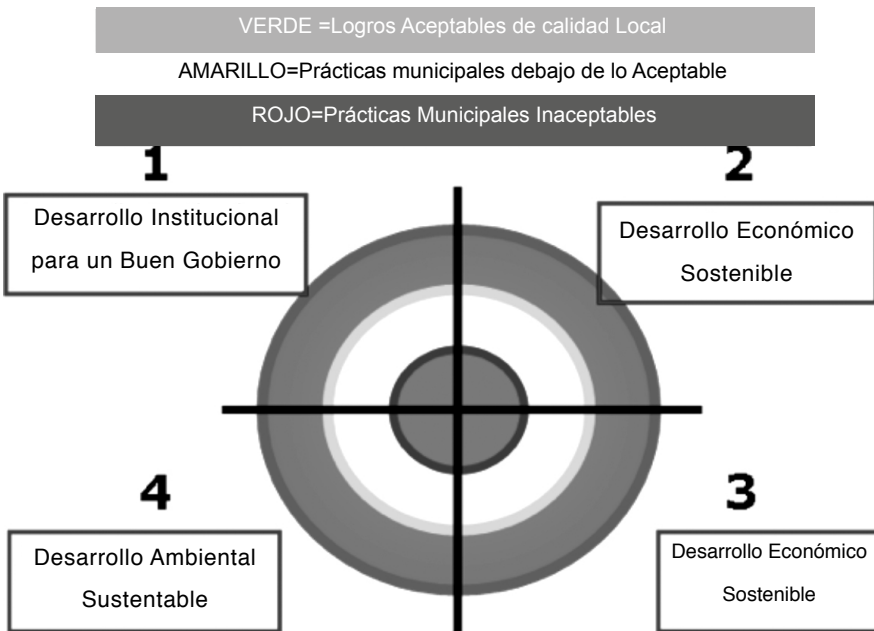 VERDE =Logros Aceptables de calidad Local
AMARILLO=Prácticas municipales debajo de lo Aceptable
ROJO=Prácticas Municipales Inaceptables
1
Desarrollo Institucional
para un Buen Gobierno
2
Desarrollo Económico
Sostenible
4
Desarrollo Ambiental
Sustentable
3
Desarrollo Económico
Sostenible